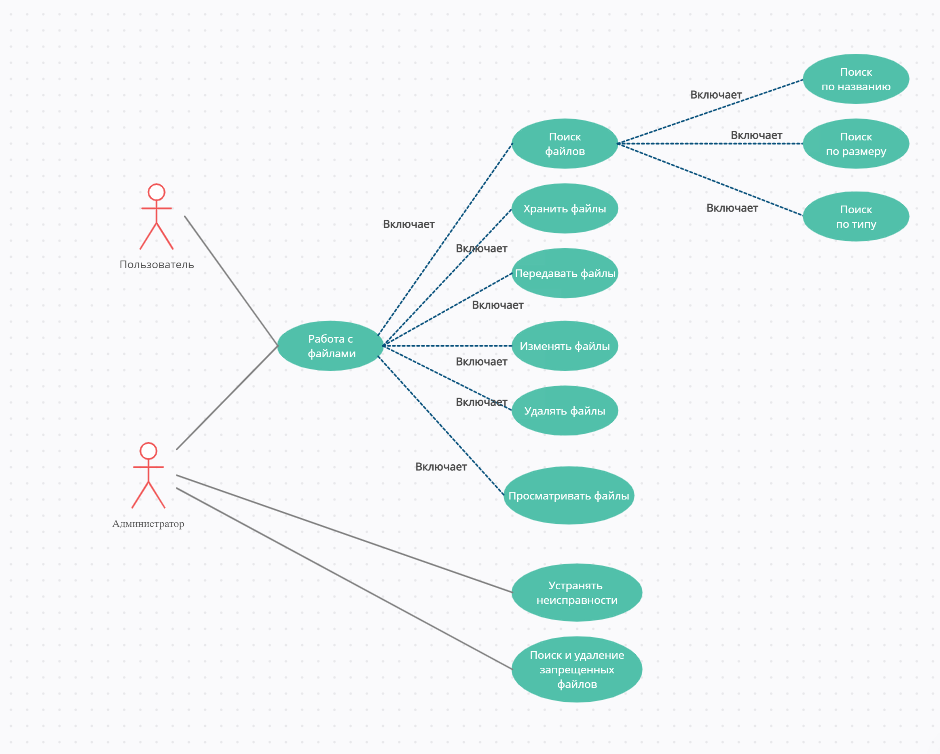 Поиск
по названию
Включает
Поиск
файлов
Включает
Поиск
по размеру
Включает
Поиск
по типу
Пользователь
Включает
Хранить файлы
Включает
Передавать файлы
Включает
Работа с
файлами
Изменять файлы
Включает
Удалять файлы
Включает
Включает
Просматривать файлы
Администратор
Устранять
неисправности
Поиск и удаление
запрещенных
файлов